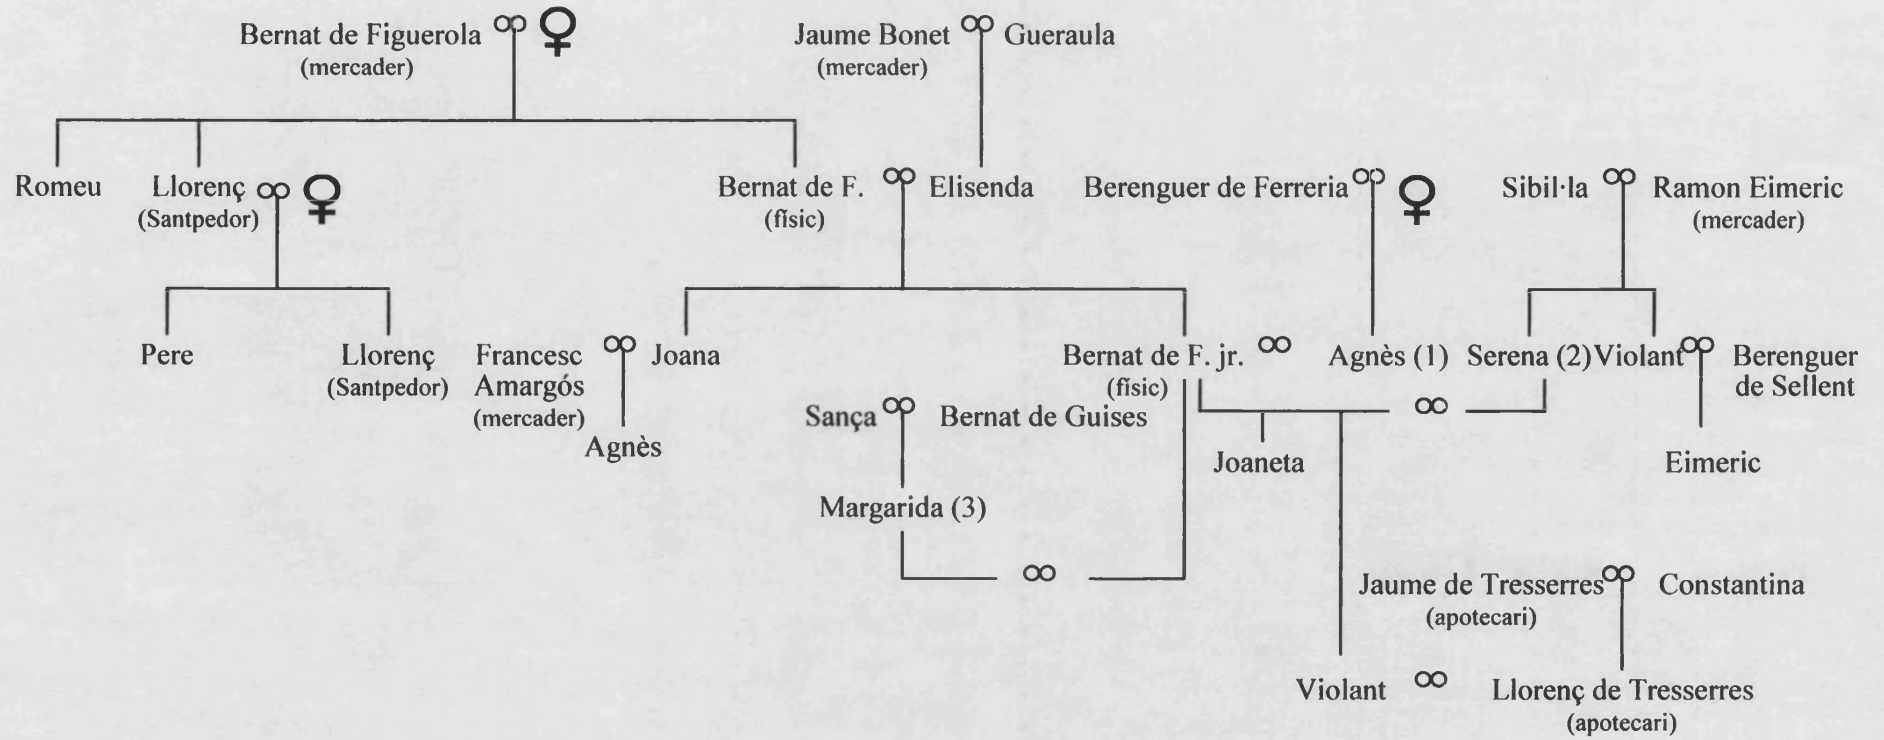 Bernat de Figuerola
(mercader)
Jaume Bonet
(mercader)
Gueraula
Romeu
Llorenç
(Santpedor)
Bernat de F.
(físic)
Elisenda
Berenguer de Ferreria
Sibil·la
Ramon Eimeric
(mercader)
Pere
Llorenç
(Santpedor)
Francesc
Amargós
(mercader)
Joana
Bernat de F. jr.
(físic)
Agnès (1)
Serena (2)
Violant
Berenguer
de Sellent
Agnès
Sança
Bernat de Guises
Joaneta
Eimeric
Margarida (3)
Jaume de Tresserres
(apotecari)
Constantina
Violant
Llorenç de Tresserres
(apotecari)